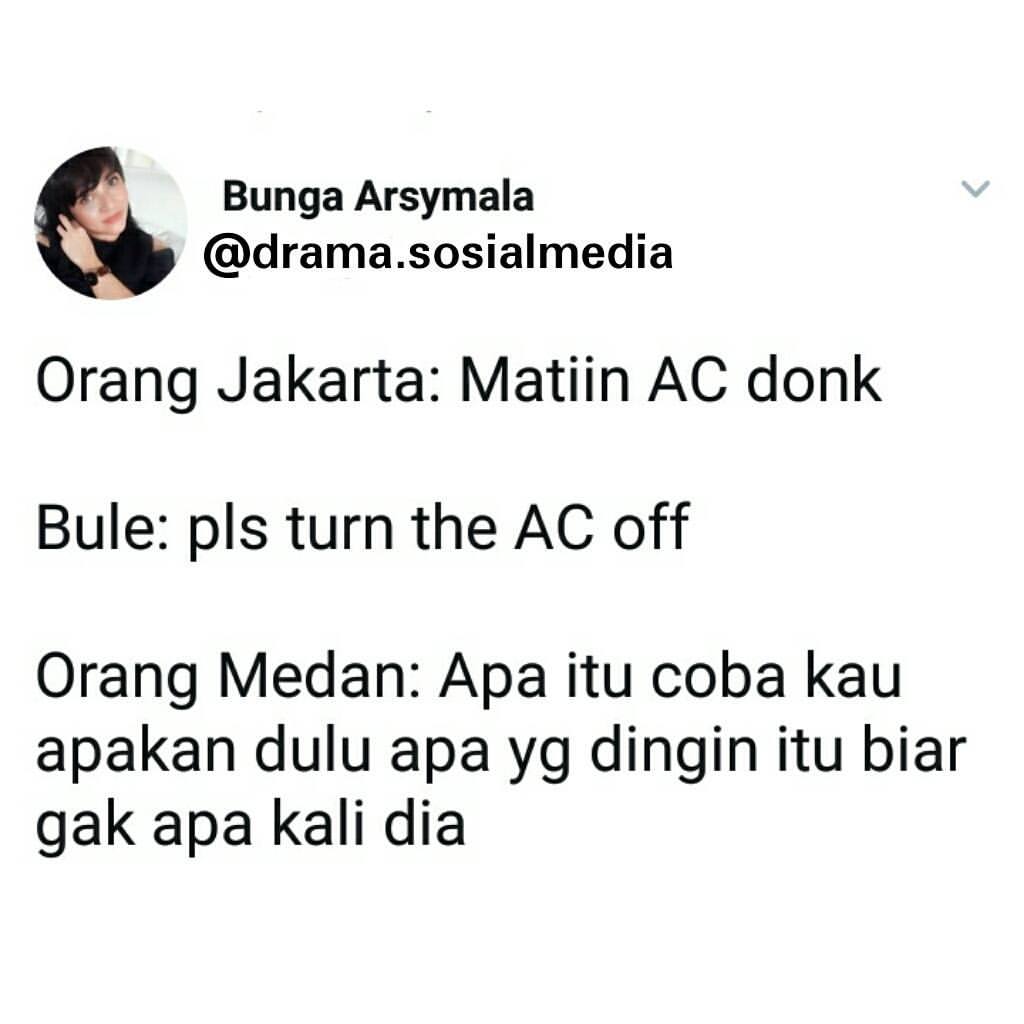 Bunga Arsymala
@drama.sosialmedia
Orang Jakarta: Matiin AC donk
Bule: pls turn the AC off
Orang Medan: Apa itu coba kau
apakan dulu apa yg dingin itu biar
gak apa kali dia